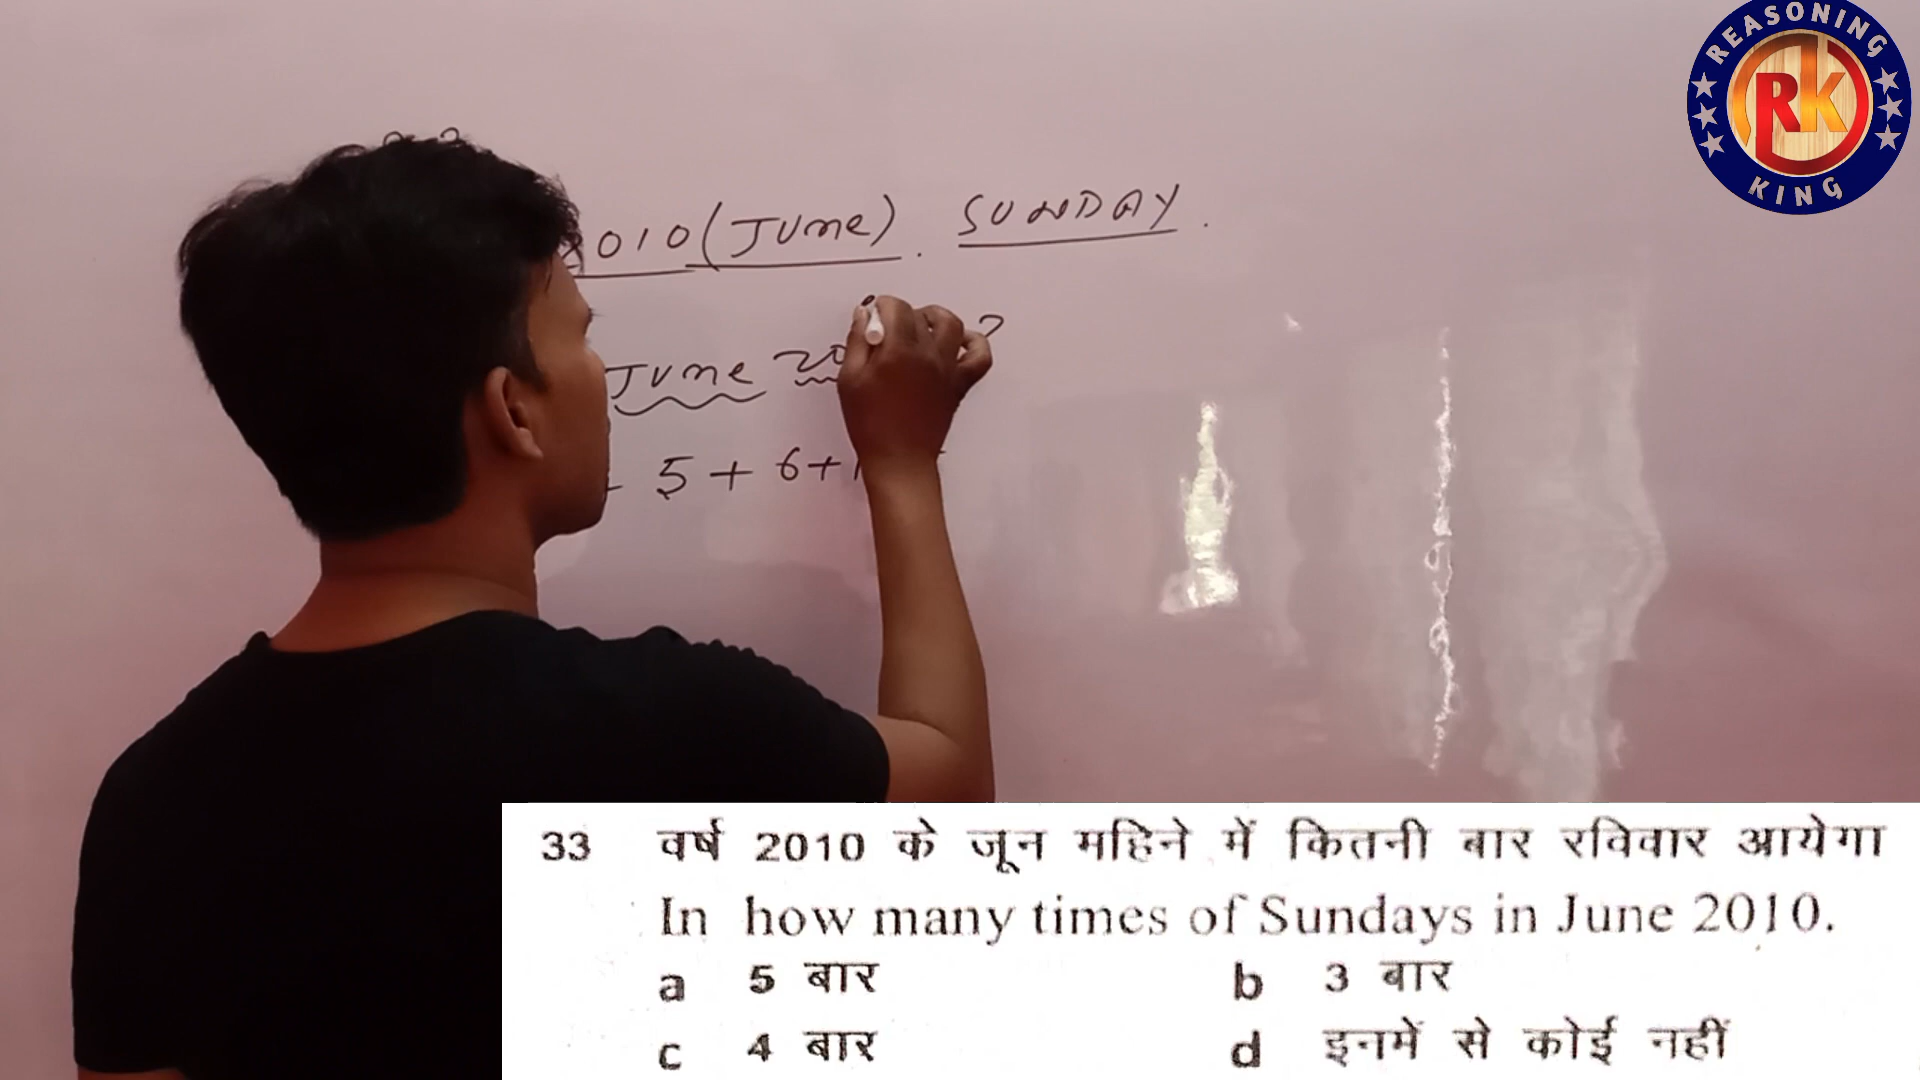 REASONING
RK
KING
2010 (June). SUNDAY.
June
5 + 6 +
33 वर्ष 2010 के जून महिने में कितनी बार रविवार आयेगा
In how many times of Sundays in June 2010.
a 5 बार b 3 बार
c 4 बार d इनमें से कोई नहीं